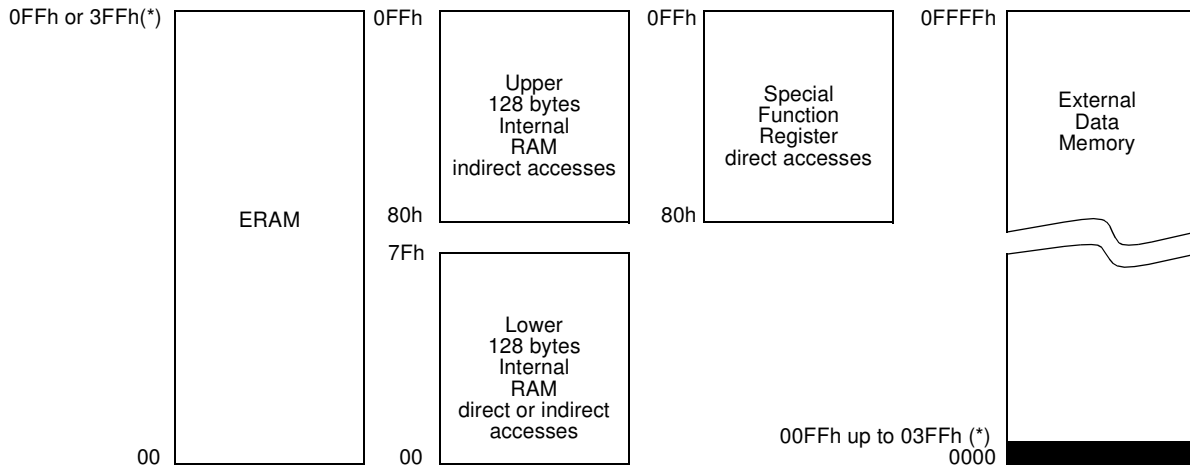 0FFh or 3FFh(*)
ERAM
00
0FFh
Upper
128 bytes
Internal
RAM
indirect accesses
80h
7Fh
Lower
128 bytes
Internal
RAM
direct or indirect
accesses
00
0FFh
Special
Function
Register
direct accesses
80h
0FFFFh
External
Data
Memory
00FFh up to 03FFh (*)
0000